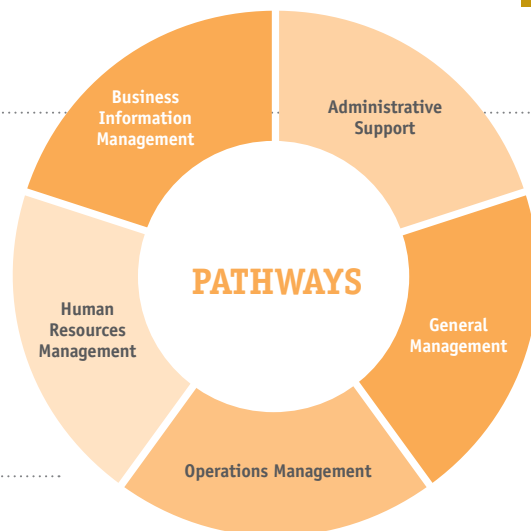 Business
Information
Management
Administrative
Support
PATHWAYS
Human
Resources
Management
General
Management
Operations Management